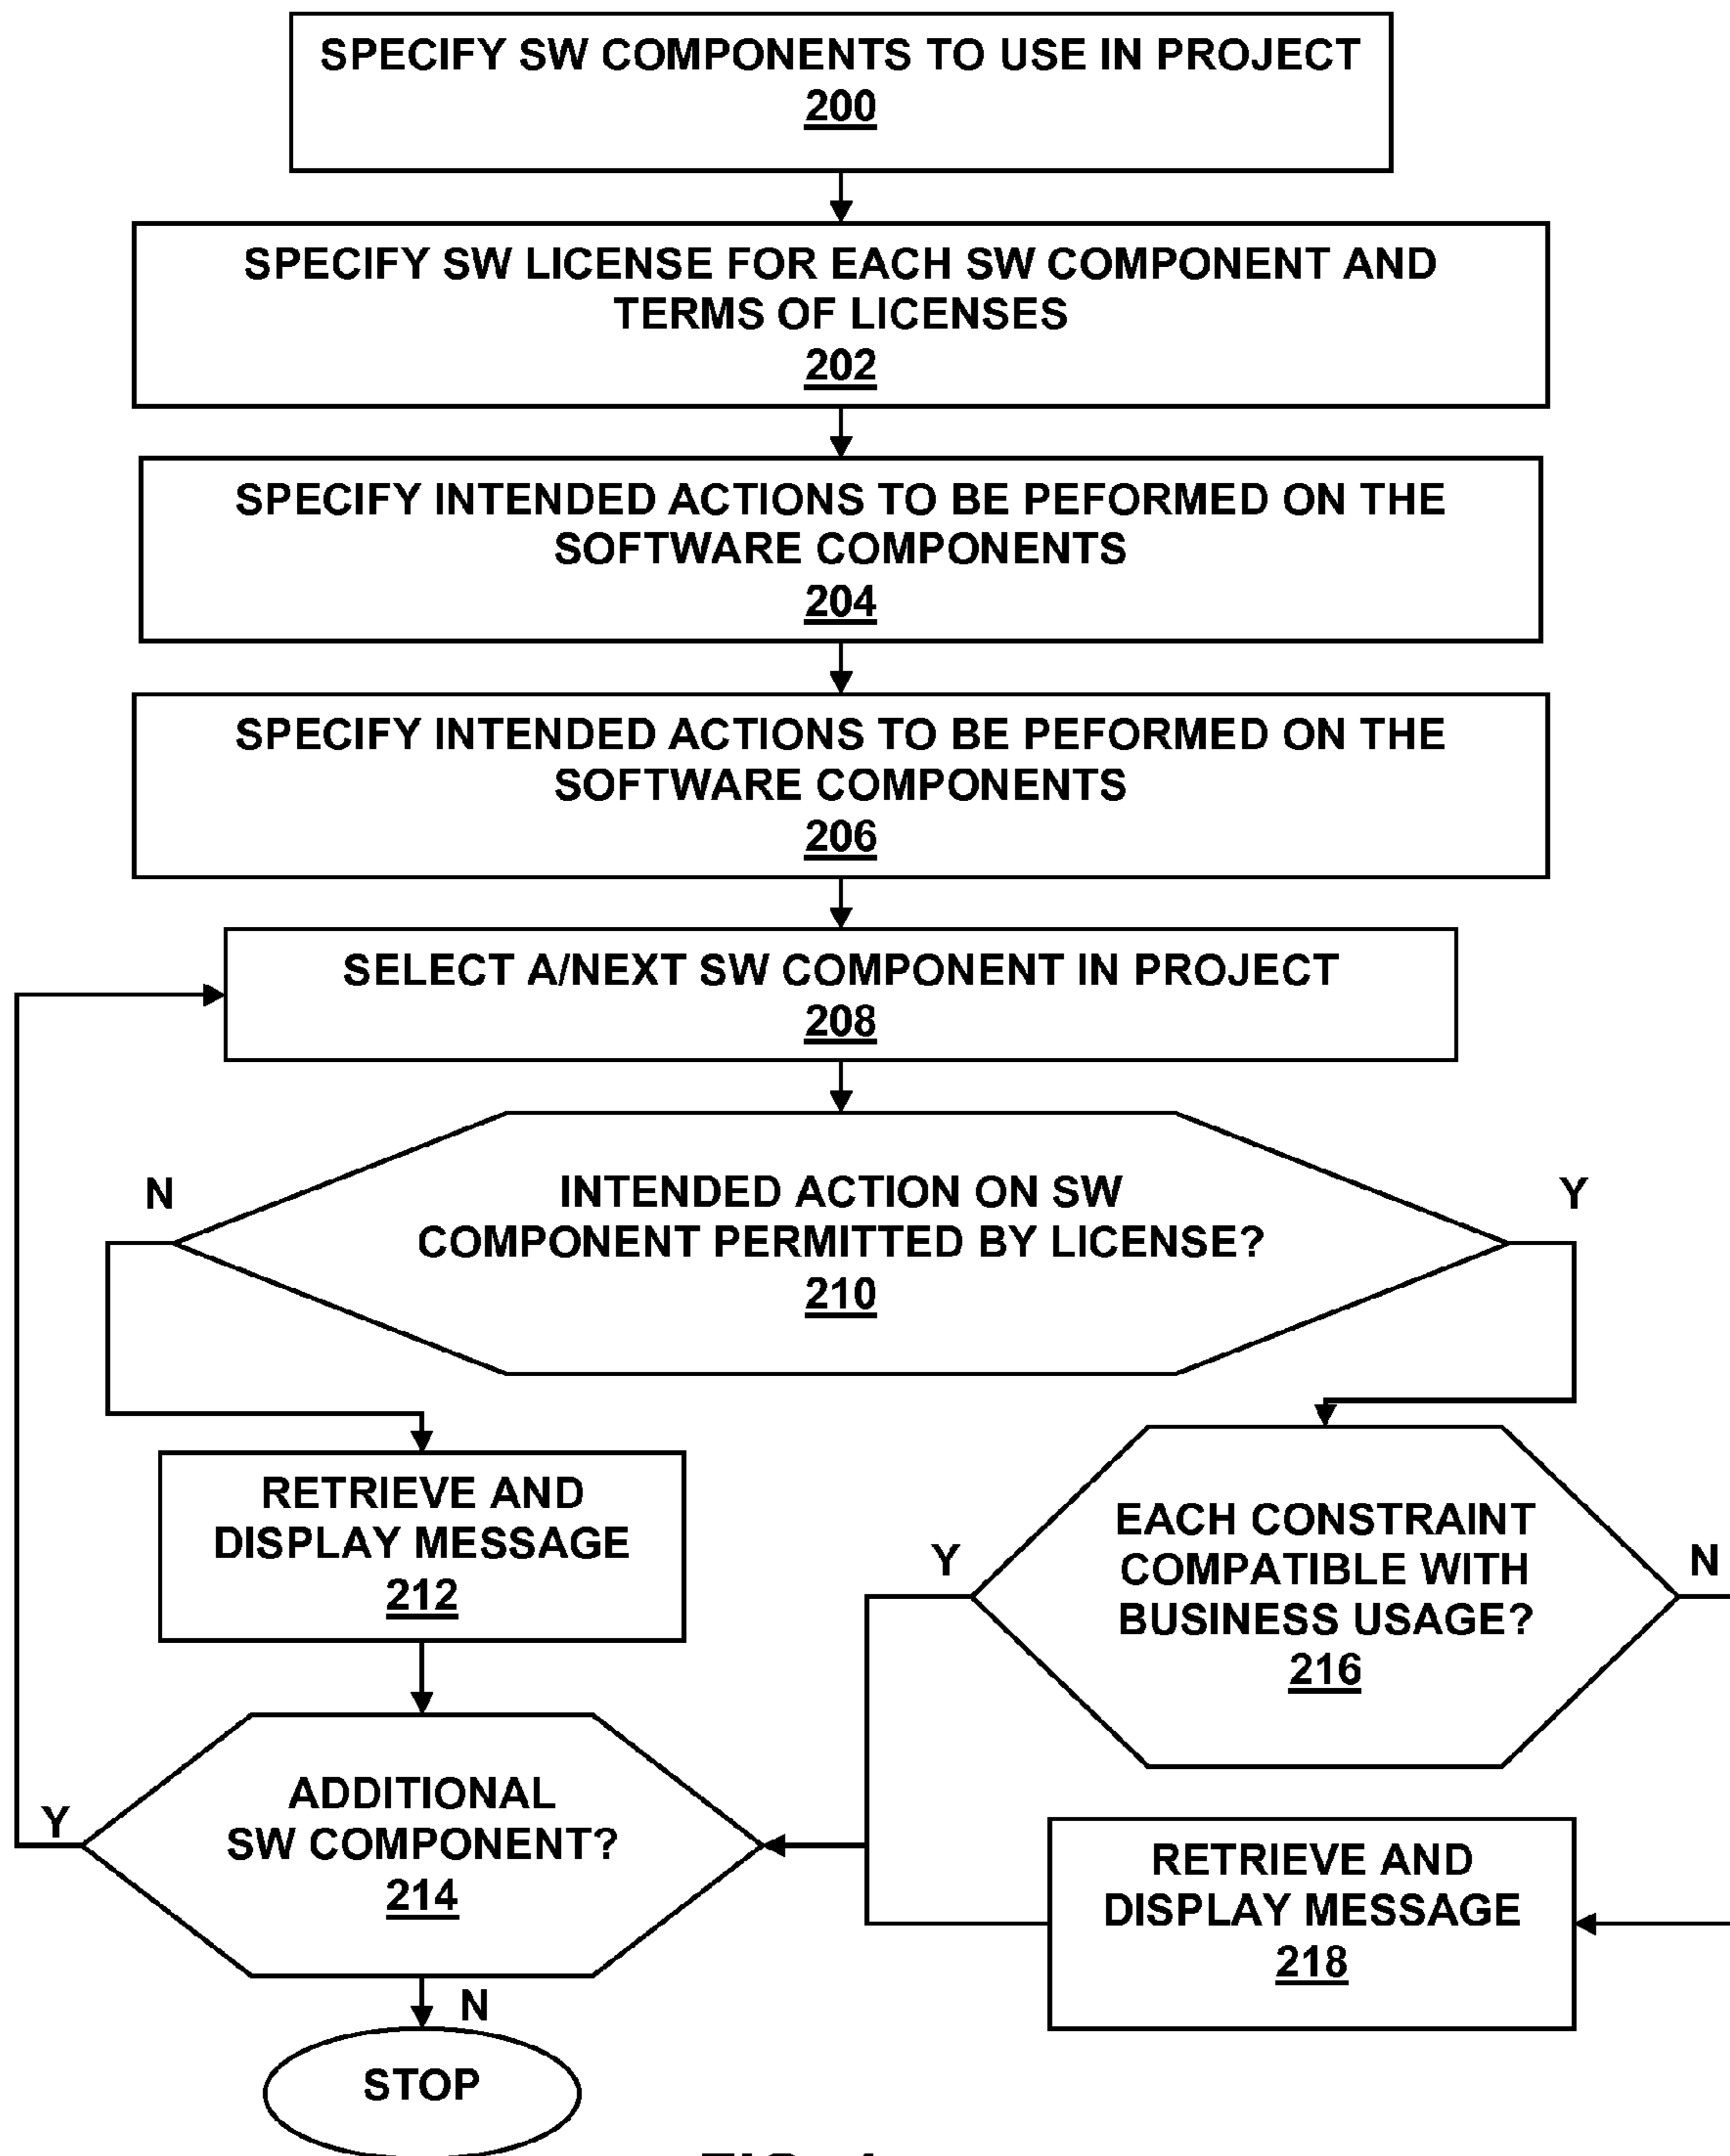 SPECIFY SW COMPONENTS TO USE IN PROJECT
200
SPECIFY SW LICENSE FOR EACH SW COMPONENT AND
TERMS OF LICENSES
202
SPECIFY INTENDED ACTIONS TO BE PEFORMED ON THE
SOFTWARE COMPONENTS
204
SPECIFY INTENDED ACTIONS TO BE PEFORMED ON THE
SOFTWARE COMPONENTS
206
SELECT A/NEXT SW COMPONENT IN PROJECT
208
N
INTENDED ACTION ON SW
COMPONENT PERMITTED BY LICENSE?
210
Y
RETRIEVE AND
DISPLAY MESSAGE
212
Y
EACH CONSTRAINT
COMPATIBLE WITH
BUSINESS USAGE?
216
N
Y
ADDITIONAL
SW COMPONENT?
214
RETRIEVE AND
DISPLAY MESSAGE
218
N
STOP